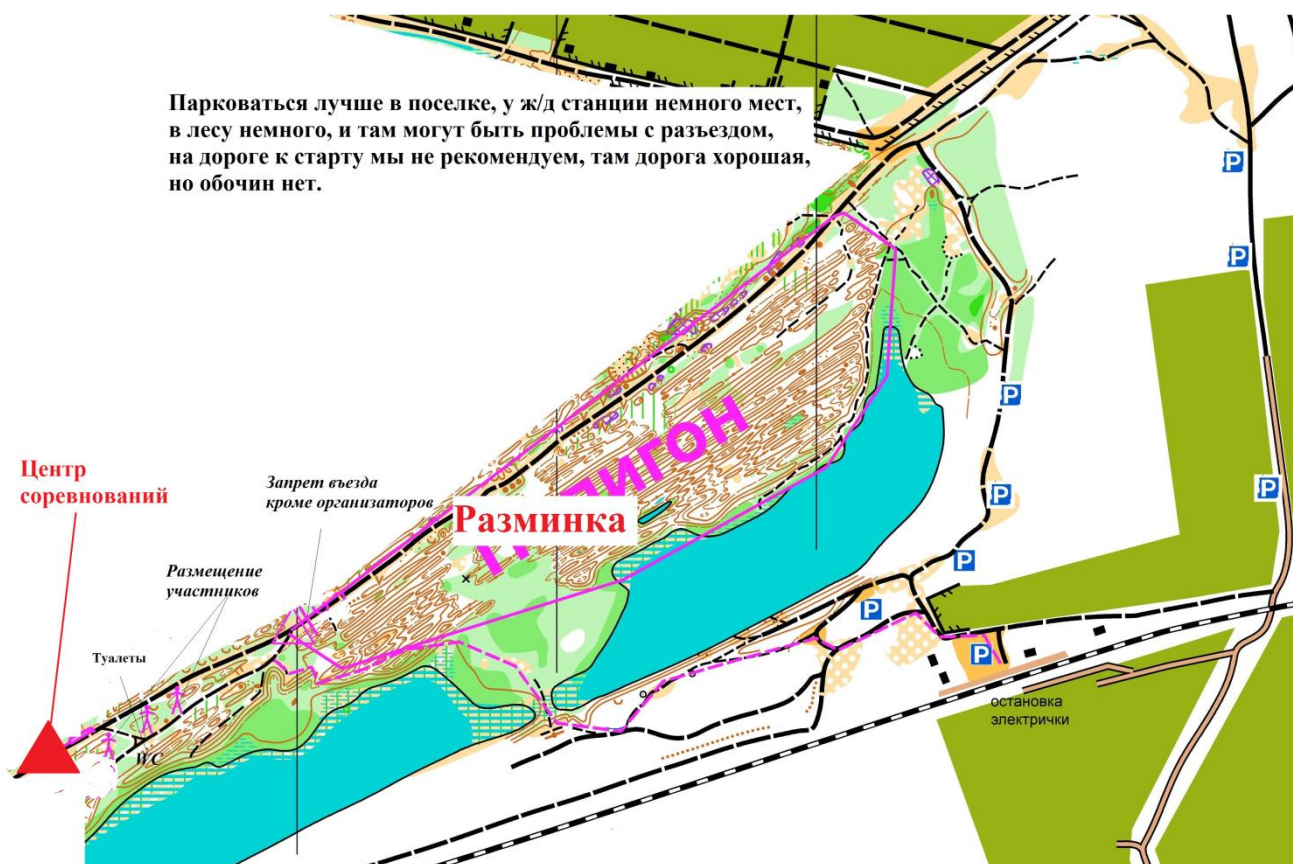 Парковаться лучше в поселке, у ж/д станции немного мест,
в лесу немного, и там могут быть проблемы с разъездом,
на дороге к старту мы не рекомендуем, там дорога хорошая,
но обочин нет.
P
P
P
P
P
P
P
P
Центр
соревнований
Запрет въезда
кроме организаторов
Разминка
Размещение
участников
Туалеты
WC
остановка
электрички